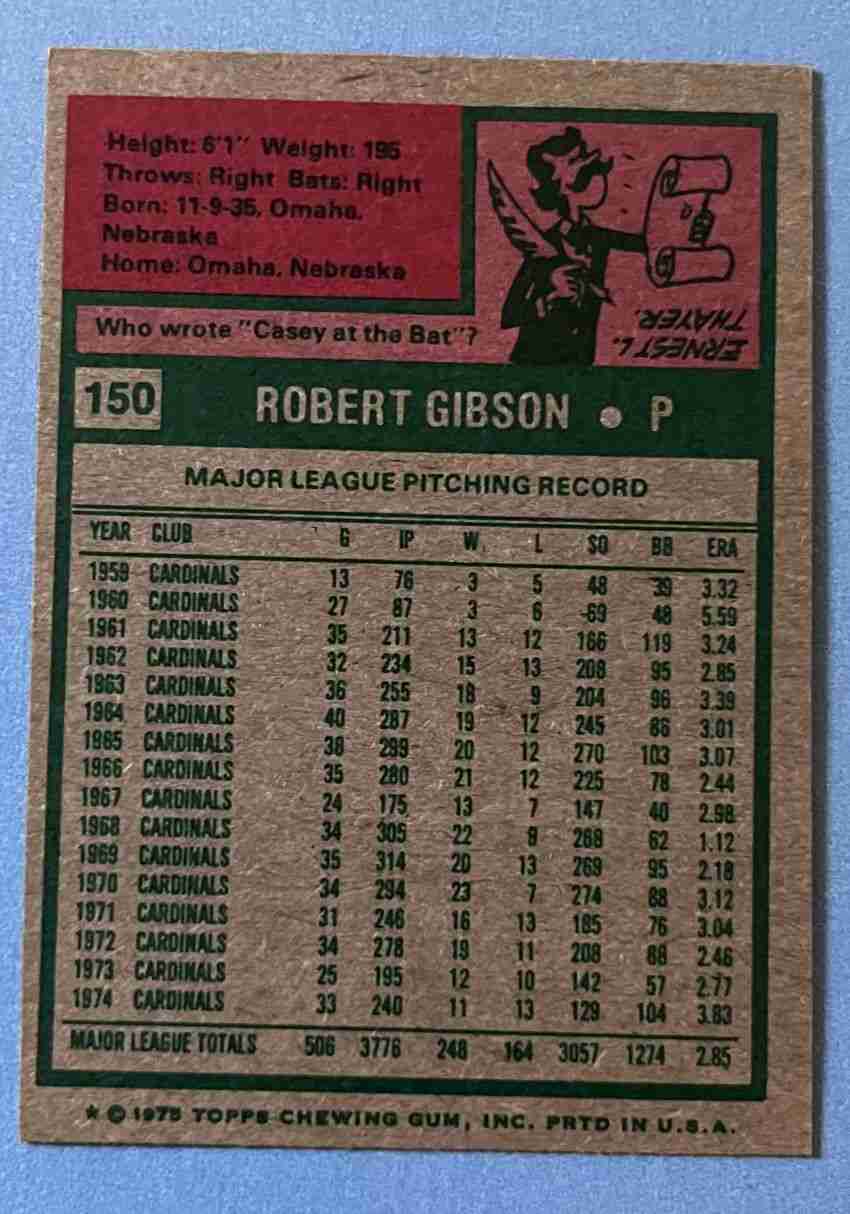 Height: 6'1" Weight: 195
Throws: Right Bats: Right
Born: 11-9-35, Omaha,
Nebraska
Home: Omaha, Nebraska
Who wrote "Casey at the Bat"?
ERNEST L.
THAYER.
150 ROBERT GIBSON • P
MAJOR LEAGUE PITCHING RECORD
YEAR CLUB G IP W L SO BB ERA
1959 CARDINALS 13 76 3 5 48 39 3.32
1960 CARDINALS 27 87 3 6 69 48 5.59
1961 CARDINALS 35 211 13 12 166 119 3.24
1962 CARDINALS 32 234 15 13 208 95 2.85
1963 CARDINALS 36 255 18 9 204 96 3.39
1964 CARDINALS 40 287 19 12 245 86 3.01
1965 CARDINALS 38 299 20 12 270 103 3.07
1966 CARDINALS 35 280 21 12 225 78 2.44
1967 CARDINALS 24 175 13 7 147 40 2.98
1968 CARDINALS 34 305 22 9 268 62 1.12
1969 CARDINALS 35 314 20 13 269 95 2.18
1970 CARDINALS 34 294 23 7 274 88 3.12
1971 CARDINALS 31 246 16 13 185 76 3.04
1972 CARDINALS 34 278 19 11 208 88 2.46
1973 CARDINALS 25 195 12 10 142 57 2.77
1974 CARDINALS 33 240 11 13 129 104 3.83
MAJOR LEAGUE TOTALS 506 3776 248 164 3057 1274 2.85
* © 1975 TOPPS CHEWING GUM, INC. PRTD IN U.S.A.